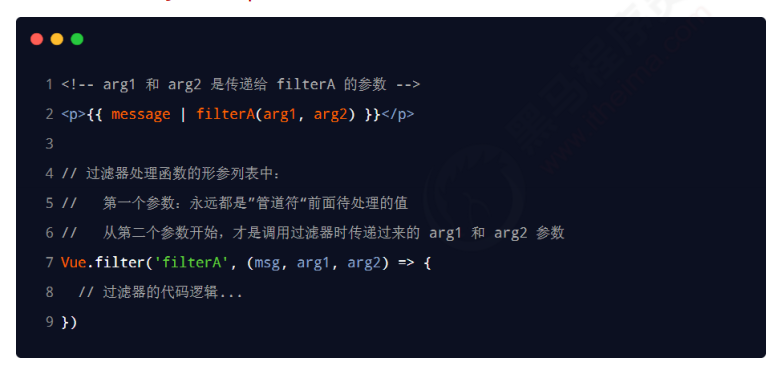 1 <!-- arg1 和 arg2 是传递给 filterA 的参数 -->
2 <p>{{ message | filterA(arg1, arg2) }}</p>
3
4 // 过滤器处理函数的形参列表中:
5 //   第一个参数: 永远都是”管道符“前面待处理的值
6 //   从第二个参数开始, 才是调用过滤器时传递过来的 arg1 和 arg2 参数
7 Vue.filter('filterA', (msg, arg1, arg2) => {
8   // 过滤器的代码逻辑...
9 })